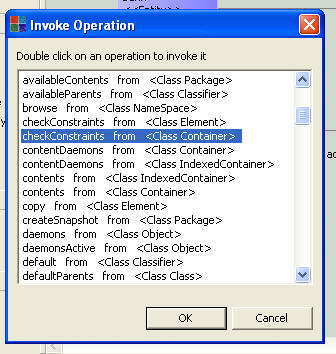 <<Entity>>
Invoke Operation
Double click on an operation to invoke it
availableContents from <Class Package>
availableParents from <Class Classifier>
browse from <Class NameSpace>
checkConstraints from <Class Element>
checkConstraints from <Class Container>
contentDaemons from <Class Container>
contentDaemons from <Class IndexedContainer>
contents from <Class IndexedContainer>
contents from <Class Container>
copy from <Class Element>
createSnapshot from <Class Package>
daemons from <Class Object>
daemonsActive from <Class Object>
default from <Class Classifier>
defaultParents from <Class Class>
OK Cancel